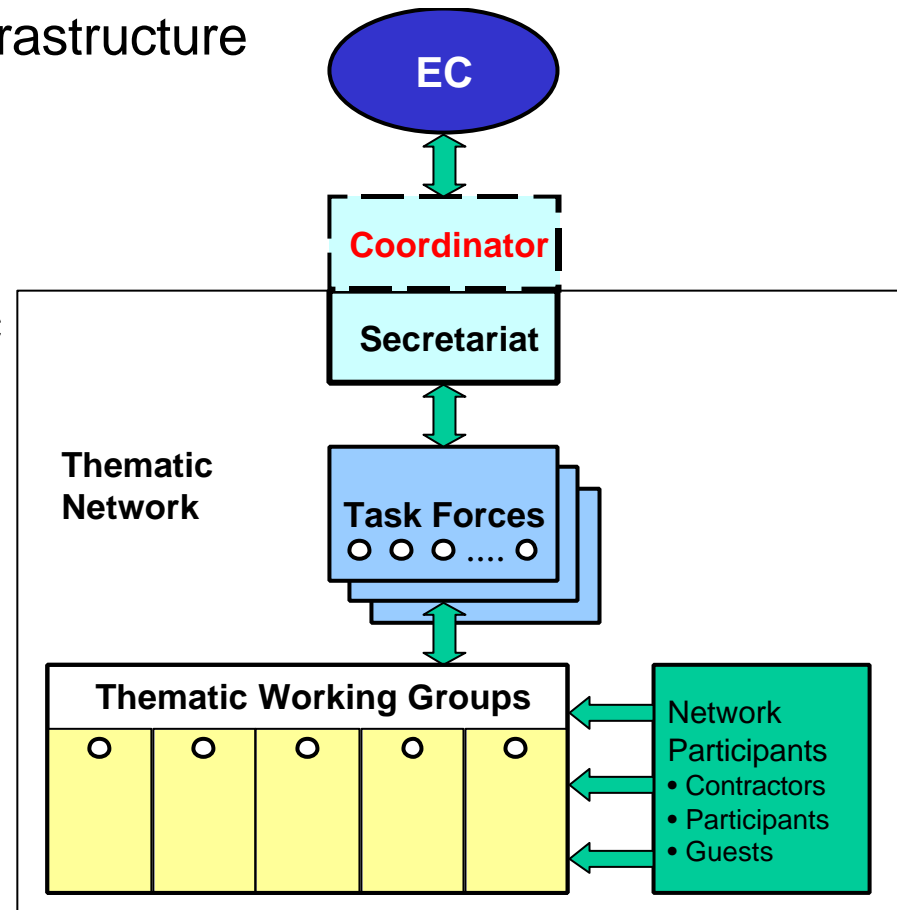 rastructure
EC
Coordinator
Secretariat
Thematic
Network
Task Forces
....
Thematic Working Groups
Network
Participants
• Contractors
• Participants
• Guests